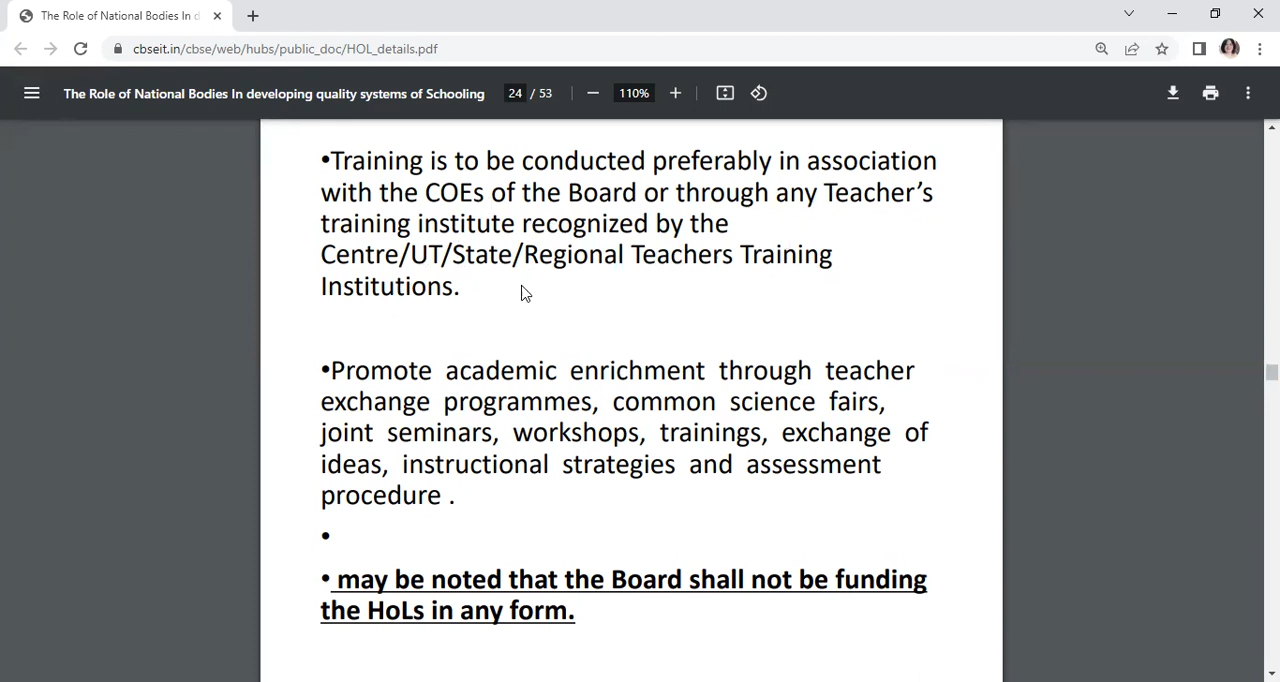 The Role of National Bodies In d
cbseit.in/cbse/web/hubs/public_doc/HOL_details.pdf
The Role of National Bodies In developing quality systems of Schooling 24 / 53 110%
•Training is to be conducted preferably in association
with the COEs of the Board or through any Teacher’s
training institute recognized by the
Centre/UT/State/Regional Teachers Training
Institutions.
•Promote academic enrichment through teacher
exchange programmes, common science fairs,
joint seminars, workshops, trainings, exchange of
ideas, instructional strategies and assessment
procedure .
•
• may be noted that the Board shall not be funding
the HoLs in any form.